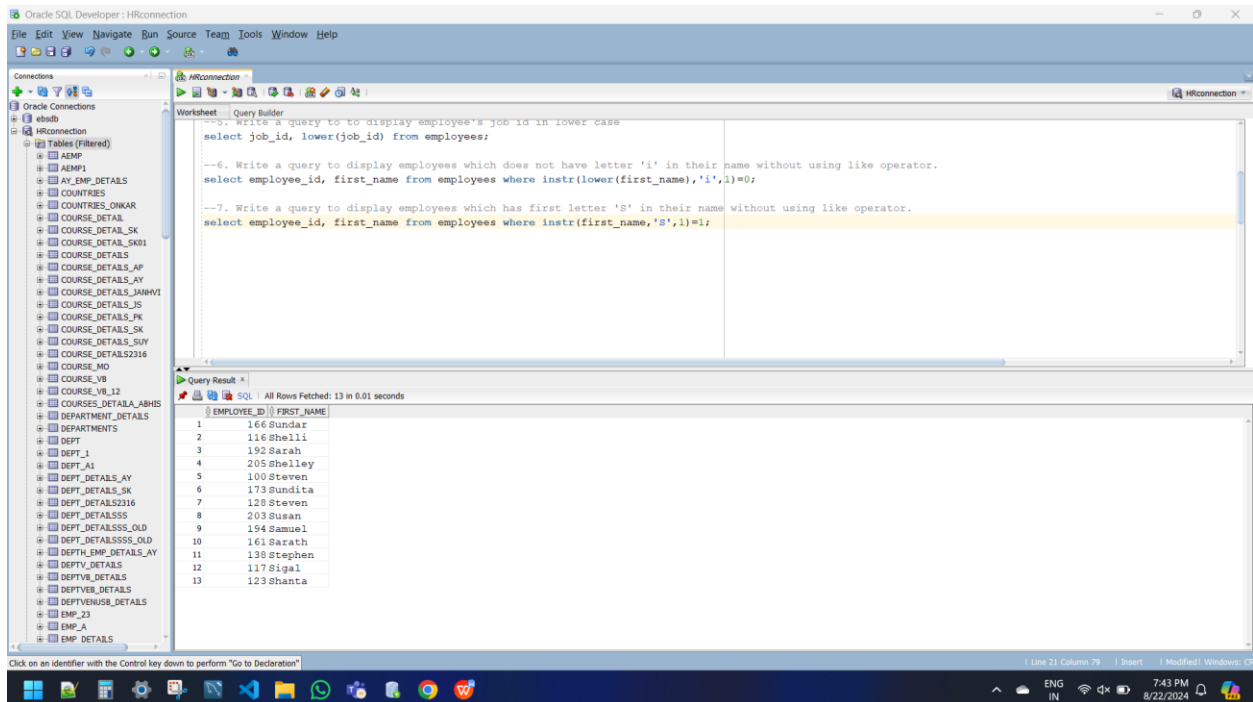 Oracle SQL Developer : HRconnection
File Edit View Navigate Run Source Team Tools Window Help
Connections
HRconnection
HRconnection
Oracle Connections
ebsdb
HRconnection
Tables (Filtered)
AEMP
AEMP1
AY_EMP_DETAILS
COUNTRIES
COUNTRIES_ONKAR
COURSE_DETAIL
COURSE_DETAIL_SK
COURSE_DETAIL_SK01
COURSE_DETAILS
COURSE_DETAILS_AP
COURSE_DETAILS_AY
COURSE_DETAILS_JANHVI
COURSE_DETAILS_JS
COURSE_DETAILS_PK
COURSE_DETAILS_SK
COURSE_DETAILS_SUY
COURSE_DETAILS2316
COURSE_MO
COURSE_VB
COURSE_VB_12
COURSES_DETAILA_ABHIS
DEPARTMENT_DETAILS
DEPARTMENTS
DEPT
DEPT_1
DEPT_A1
DEPT_DETAILS_AY
DEPT_DETAILS_SK
DEPT_DETAILS2316
DEPT_DETAILSSS
DEPT_DETAILSSS_OLD
DEPT_DETAILSSSS_OLD
DEPTH_EMP_DETAILS_AY
DEPTV_DETAILS
DEPTVB_DETAILS
DEPTVEB_DETAILS
DEPTVENUSB_DETAILS
EMP_23
EMP_A
EMP_DETAILS
Worksheet Query Builder
--5. Write a query to to display employee's job id in lower case
select job_id, lower(job_id) from employees;
--6. Write a query to display employees which does not have letter 'i' in their name without using like operator.
select employee_id, first_name from employees where instr(lower(first_name),'i',1)=0;
--7. Write a query to display employees which has first letter 'S' in their name without using like operator.
select employee_id, first_name from employees where instr(first_name,'S',1)=1;
Query Result
SQL | All Rows Fetched: 13 in 0.01 seconds
EMPLOYEE_ID FIRST_NAME
1 166 Sundar
2 116 Shelli
3 192 Sarah
4 205 Shelley
5 100 Steven
6 173 Sundita
7 128 Steven
8 203 Susan
9 194 Samuel
10 161 Sarath
11 138 Stephen
12 117 Sigal
13 123 Shanta
Click on an identifier with the Control key down to perform "Go to Declaration"
Line 21 Column 79 | Insert | Modified | Windows: CR
ENG
IN
7:43 PM
8/22/2024